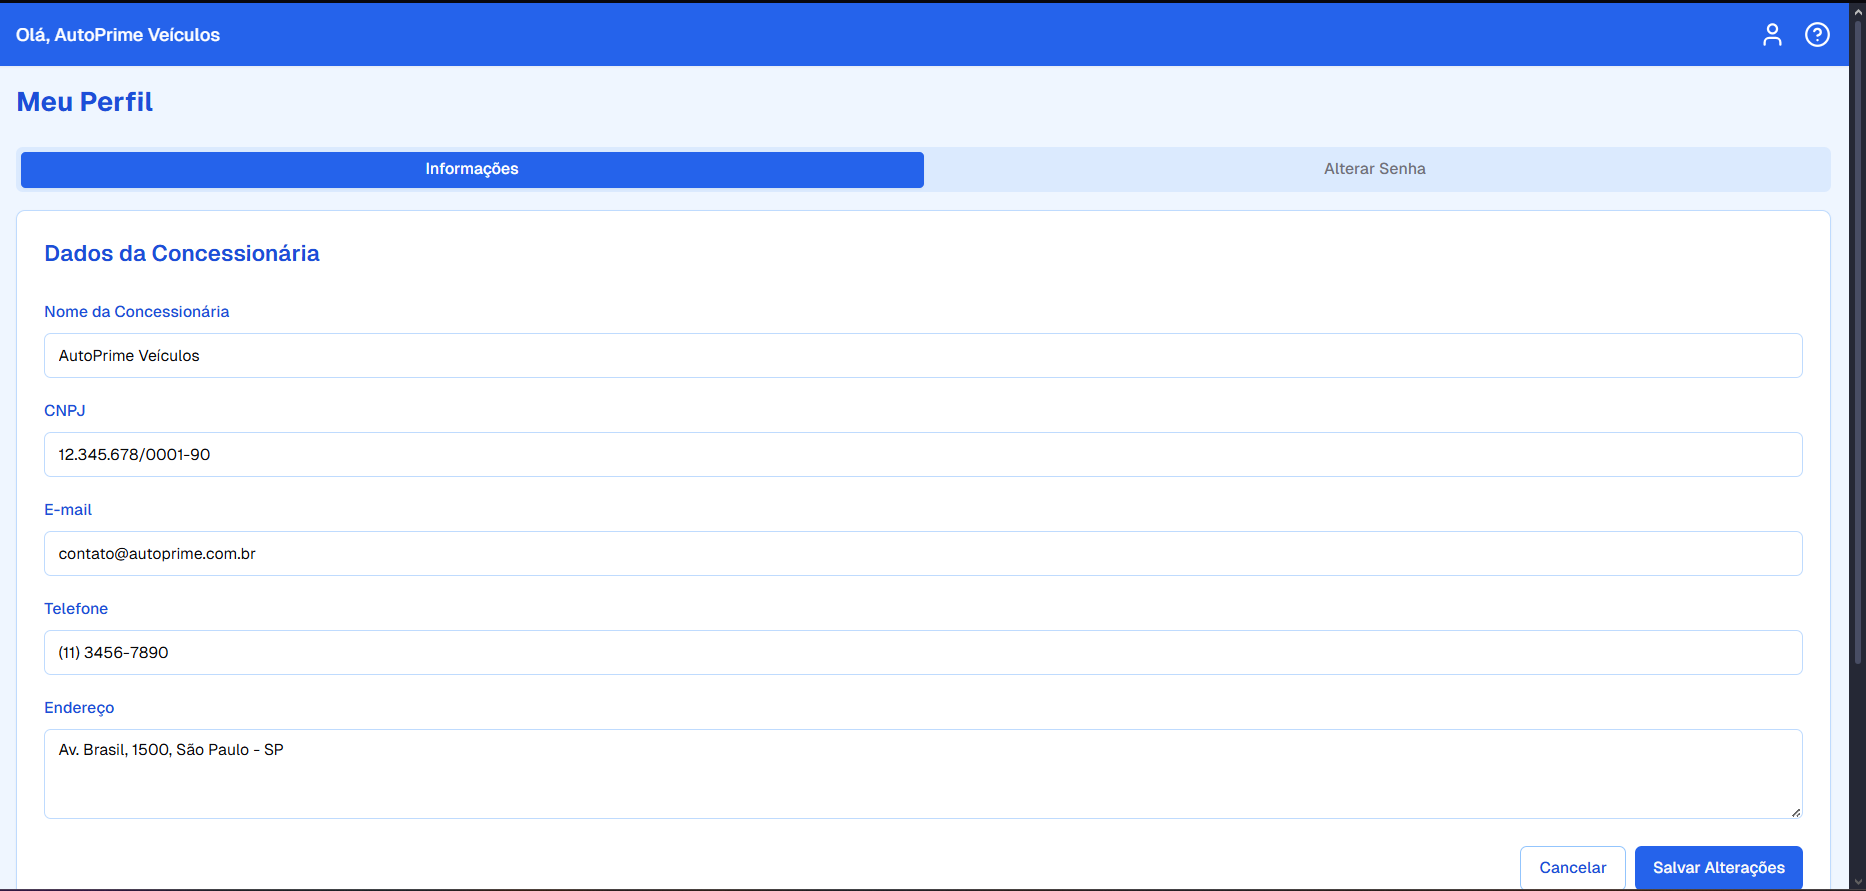 Olá, AutoPrime Veículos
Meu Perfil
Informações
Alterar Senha
Dados da Concessionária
Nome da Concessionária
AutoPrime Veículos
CNPJ
12.345.678/0001-90
E-mail
contato@autoprime.com.br
Telefone
(11) 3456-7890
Endereço
Av. Brasil, 1500, São Paulo - SP
Cancelar
Salvar Alterações